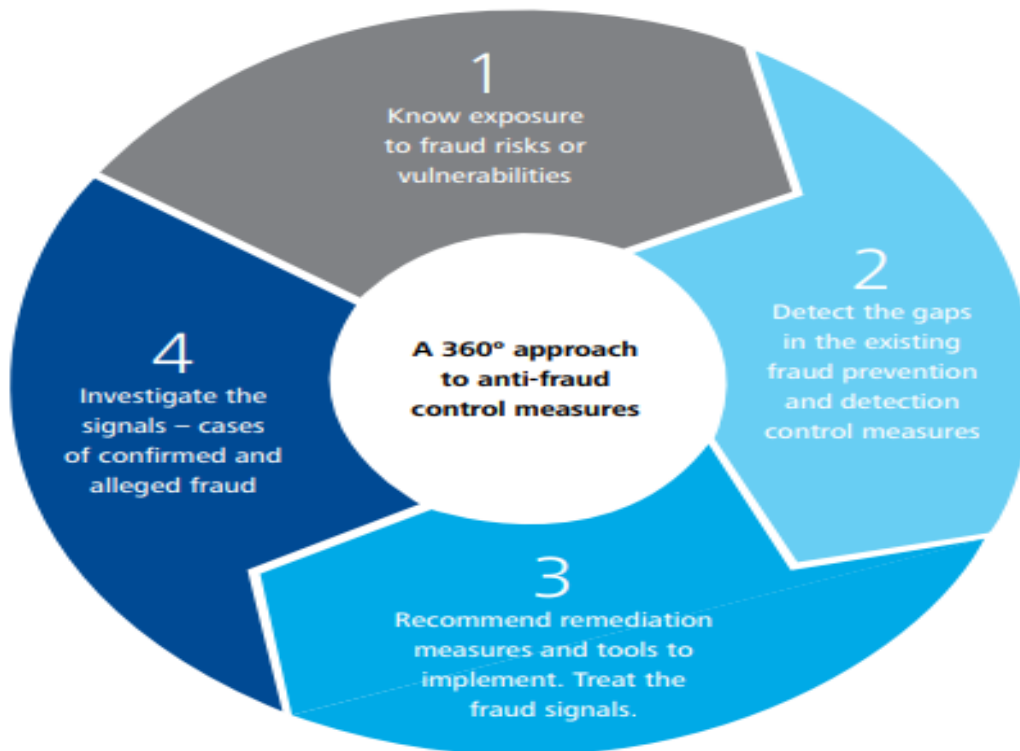 1
Know exposure
to fraud risks or
vulnerabilities
2
Detect the gaps
in the existing
fraud prevention
and detection
control measures
3
Recommend remediation
measures and tools to
implement. Treat the
fraud signals.
4
Investigate the
signals – cases
of confirmed and
alleged fraud
A 360º approach
to anti-fraud
control measures